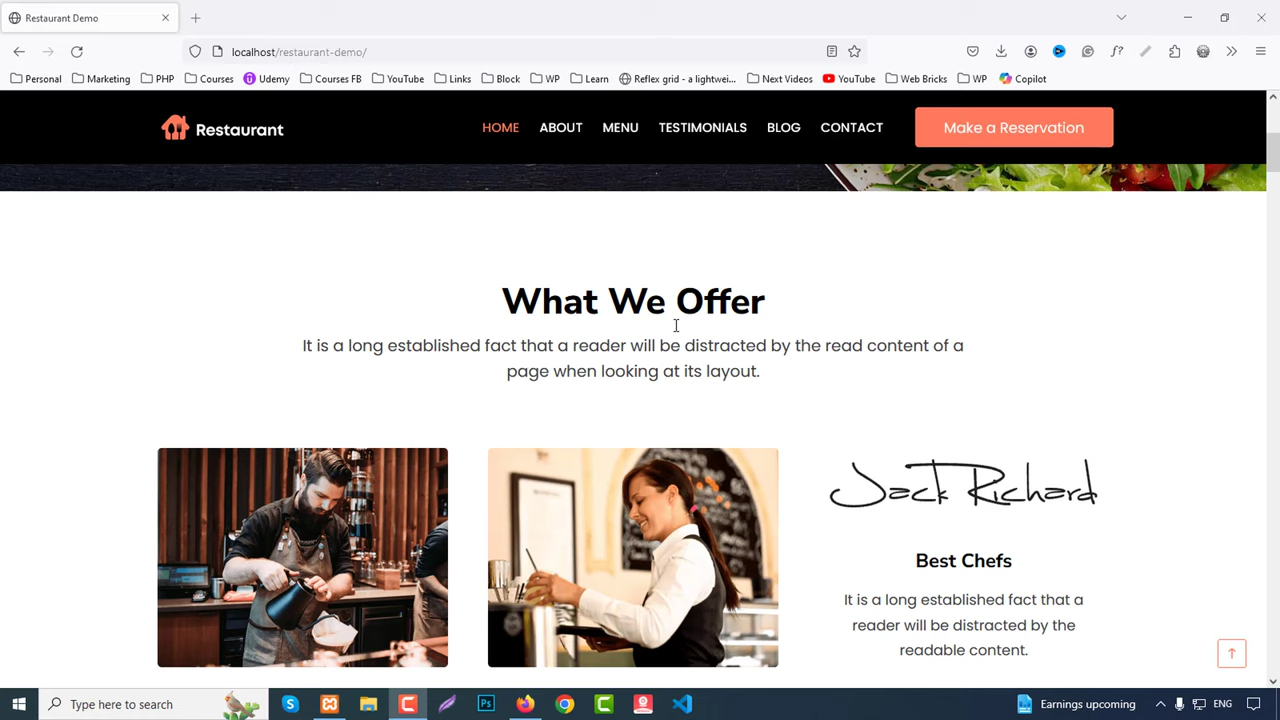 Restaurant Demo
localhost/restaurant-demo/
Personal Marketing PHP Courses Udemy Courses FB YouTube Links Block WP Learn Reflex grid - a lightwei... Next Videos YouTube Web Bricks WP Copilot
Restaurant HOME ABOUT MENU TESTIMONIALS BLOG CONTACT Make a Reservation
What We Offer
It is a long established fact that a reader will be distracted by the read content of a
page when looking at its layout.
Jack Richard
Best Chefs
It is a long established fact that a
reader will be distracted by the
readable content.
Type here to search Earnings upcoming ENG